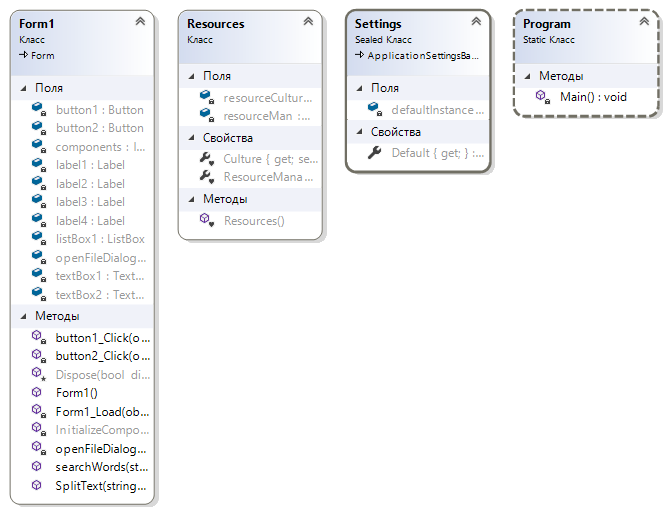 Form1
Класс
Form
Поля
button1 : Button
button2 : Button
components : I...
label1 : Label
label2 : Label
label3 : Label
label4 : Label
listBox1 : ListBox
openFileDialog...
textBox1 : Text...
textBox2 : Text...
Методы
button1_Click(o...
button2_Click(o...
Dispose(bool di...
Form1()
Form1_Load(ob...
InitializeCompo...
openFileDialog...
searchWords(st...
SplitText(string...
Resources
Класс
Поля
resourceCultur...
resourceMan :...
Свойства
Culture { get; se...
ResourceMana...
Методы
Resources()
Settings
Sealed Класс
ApplicationSettingsBa...
Поля
defaultInstance...
Свойства
Default { get; } :...
Program
Static Класс
Методы
Main() : void